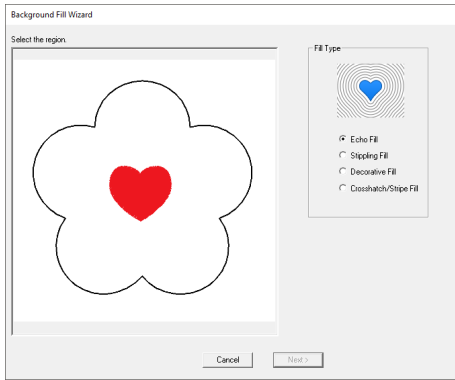 Background Fill Wizard
Select the region.
Fill Type
Echo Fill
Stippling Fill
Decorative Fill
Crosshatch/Stripe Fill
Cancel
Next >